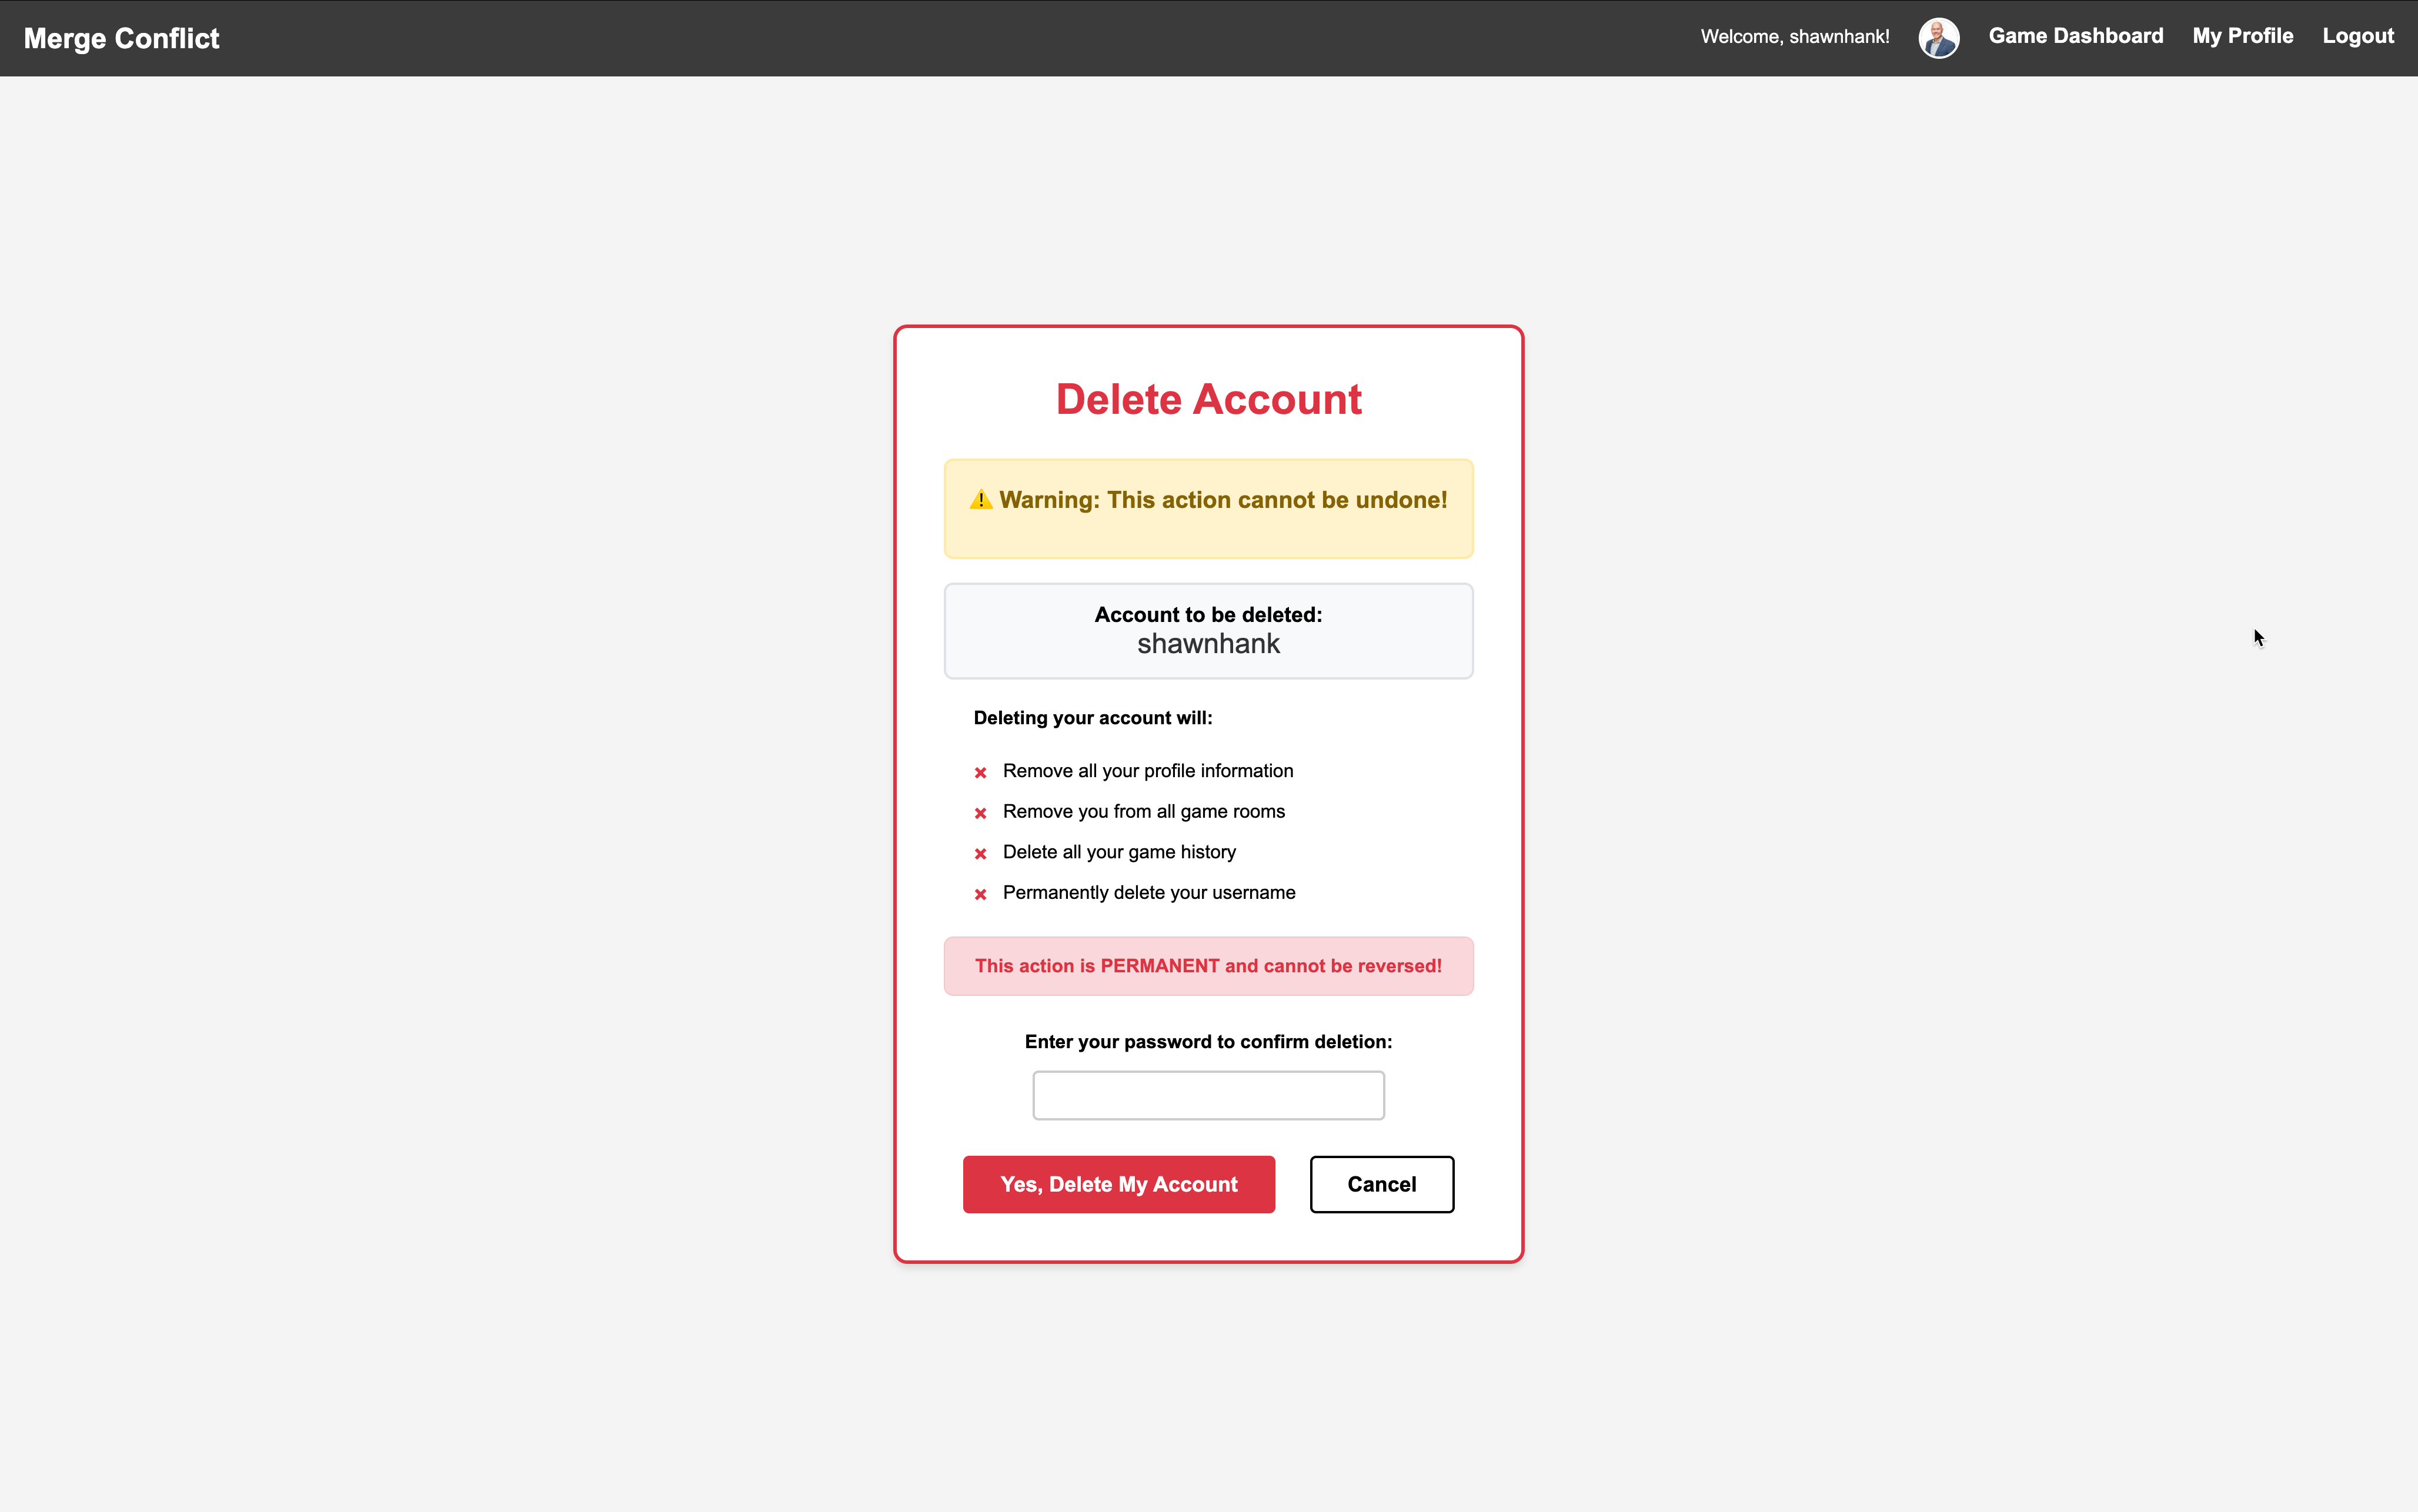 Merge Conflict
Welcome, shawnhank!
Game Dashboard
My Profile
Logout
Delete Account
⚠️ Warning: This action cannot be undone!
Account to be deleted:
shawnhank
Deleting your account will:
Remove all your profile information
Remove you from all game rooms
Delete all your game history
Permanently delete your username
This action is PERMANENT and cannot be reversed!
Enter your password to confirm deletion:
Yes, Delete My Account
Cancel